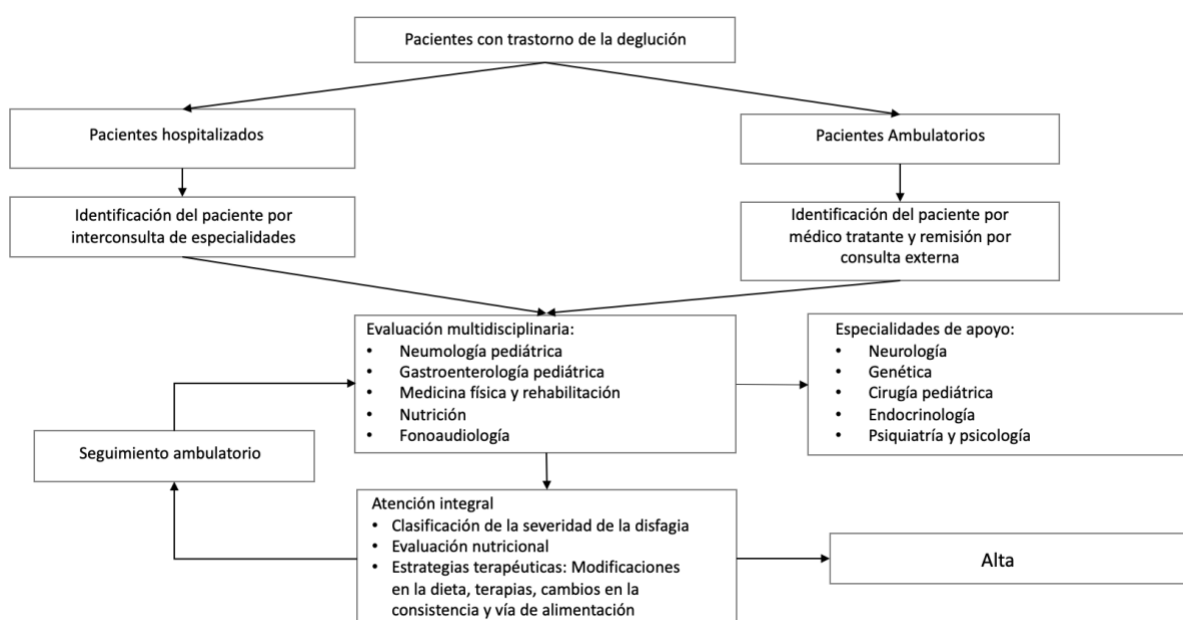 Pacientes con trastorno de la deglución
Pacientes hospitalizados
Pacientes Ambulatorios
Identificación del paciente por
interconsulta de especialidades
Identificación del paciente por
médico tratante y remisión por
consulta externa
Evaluación multidisciplinaria:
• Neumología pediátrica
• Gastroenterología pediátrica
• Medicina física y rehabilitación
• Nutrición
• Fonoaudiología
Especialidades de apoyo:
• Neurología
• Genética
• Cirugía pediátrica
• Endocrinología
• Psiquiatría y psicología
Seguimiento ambulatorio
Atención integral
• Clasificación de la severidad de la disfagia
• Evaluación nutricional
• Estrategias terapéuticas: Modificaciones
en la dieta, terapias, cambios en la
consistencia y vía de alimentación
Alta